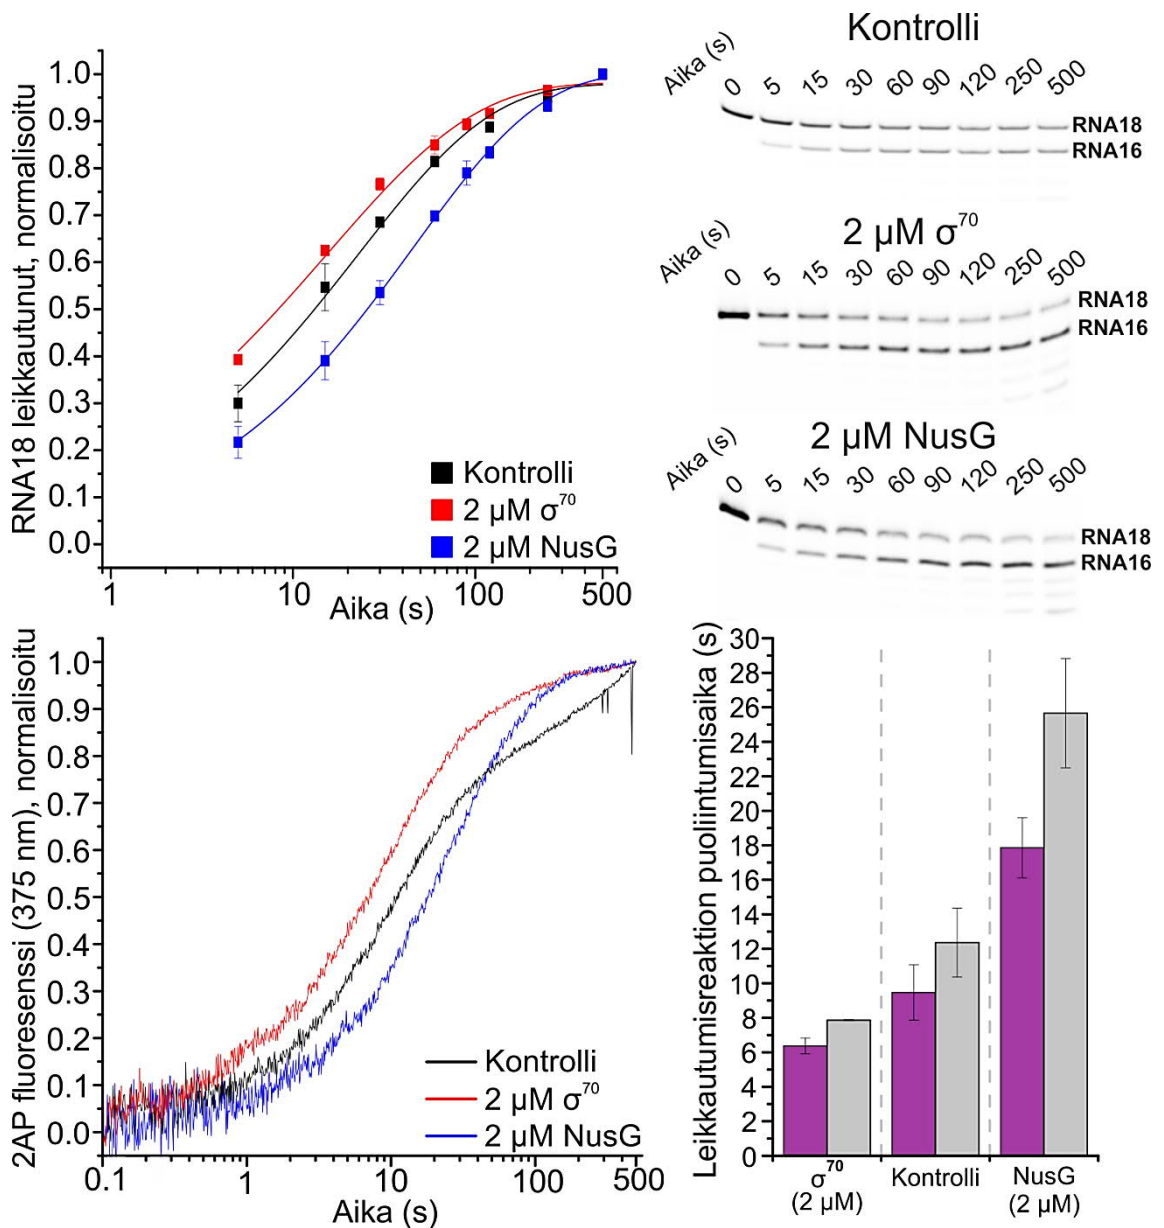 RNA18 leikkautunut, normalisoitu
1.0
0.9
0.8
0.7
0.6
0.5
0.4
0.3
0.2
0.1
0.0
1
10
100
500
Aika (s)
Kontrolli
2 µM σ⁷⁰
2 µM NusG
Kontrolli
Aika (s)
0 5 15 30 60 90 120 250 500
RNA18
RNA16
2 µM σ⁷⁰
Aika (s)
0 5 15 30 60 90 120 250 500
RNA18
RNA16
2 µM NusG
Aika (s)
0 5 15 30 60 90 120 250 500
RNA18
RNA16
2AP fluoresenssi (375 nm), normalisoitu
1.0
0.9
0.8
0.7
0.6
0.5
0.4
0.3
0.2
0.1
0.0
0.1
1
10
100
500
Aika (s)
Kontrolli
2 µM σ⁷⁰
2 µM NusG
Leikkautumisreaktion puoliintumisaika (s)
30
28
26
24
22
20
18
16
14
12
10
8
6
4
2
0
σ⁷⁰
(2 µM)
Kontrolli
NusG
(2 µM)